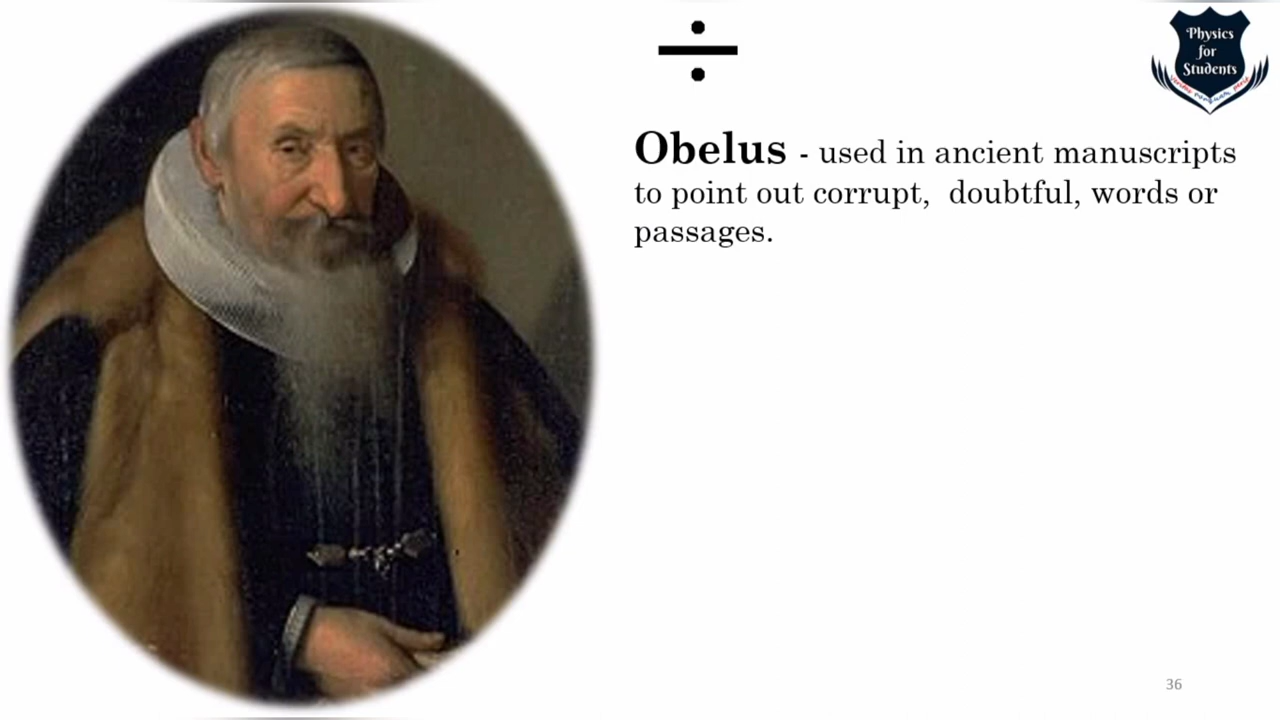 ÷
Physics
for
Students
Obelus - used in ancient manuscripts
to point out corrupt, doubtful, words or
passages.
36